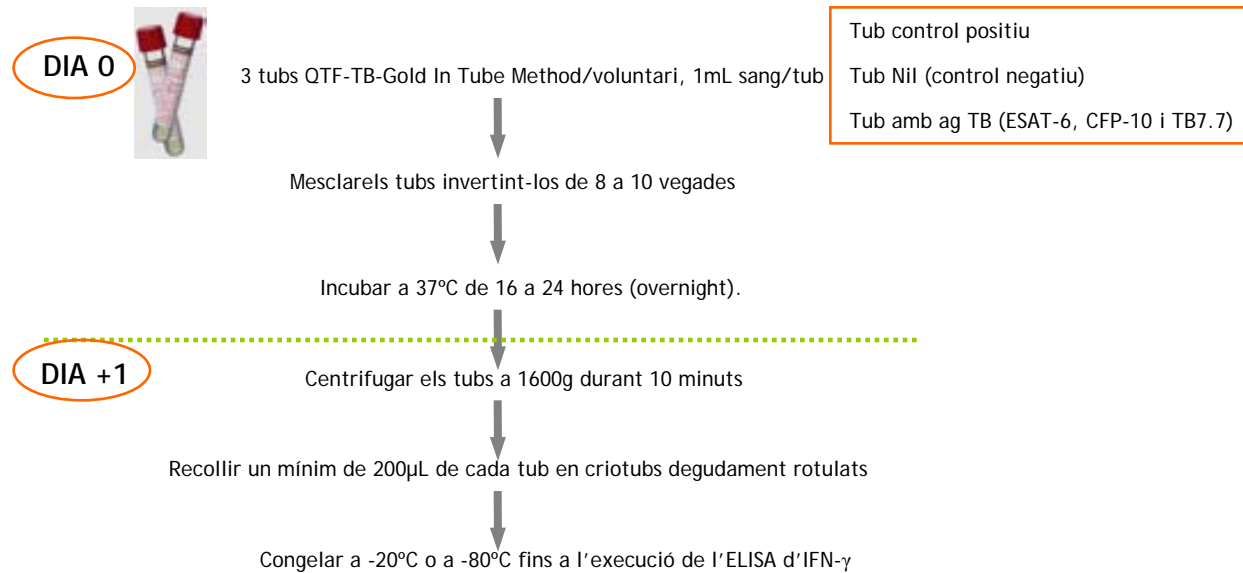 DIA 0
3 tubs QTF-TB-Gold In Tube Method/voluntari, 1mL sang/tub
Tub control positiu
Tub Nil (control negatiu)
Tub amb ag TB (ESAT-6, CFP-10 i TB7.7)
Mesclarels tubs invertint-los de 8 a 10 vegades
Incubar a 37ºC de 16 a 24 hores (overnight).
DIA +1
Centrifugar els tubs a 1600g durant 10 minuts
Recollir un mínim de 200µL de cada tub en criotubs degudament rotulats
Congelar a -20ºC o a -80ºC fins a l’execució de l’ELISA d’IFN-γ